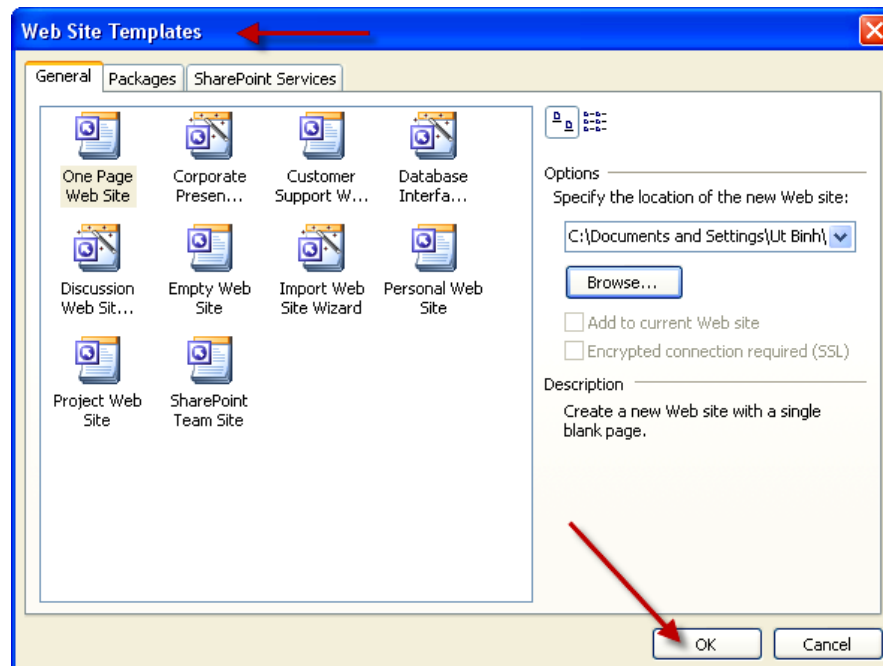 Web Site Templates
General
Packages
SharePoint Services
One Page
Web Site
Corporate
Presen...
Customer
Support W...
Database
Interfa...
Discussion
Web Sit...
Empty Web
Site
Import Web
Site Wizard
Personal Web
Site
Project Web
Site
SharePoint
Team Site
Options
Specify the location of the new Web site:
C:\Documents and Settings\Ut Binh\
Browse...
Add to current Web site
Encrypted connection required (SSL)
Description
Create a new Web site with a single
blank page.
OK
Cancel